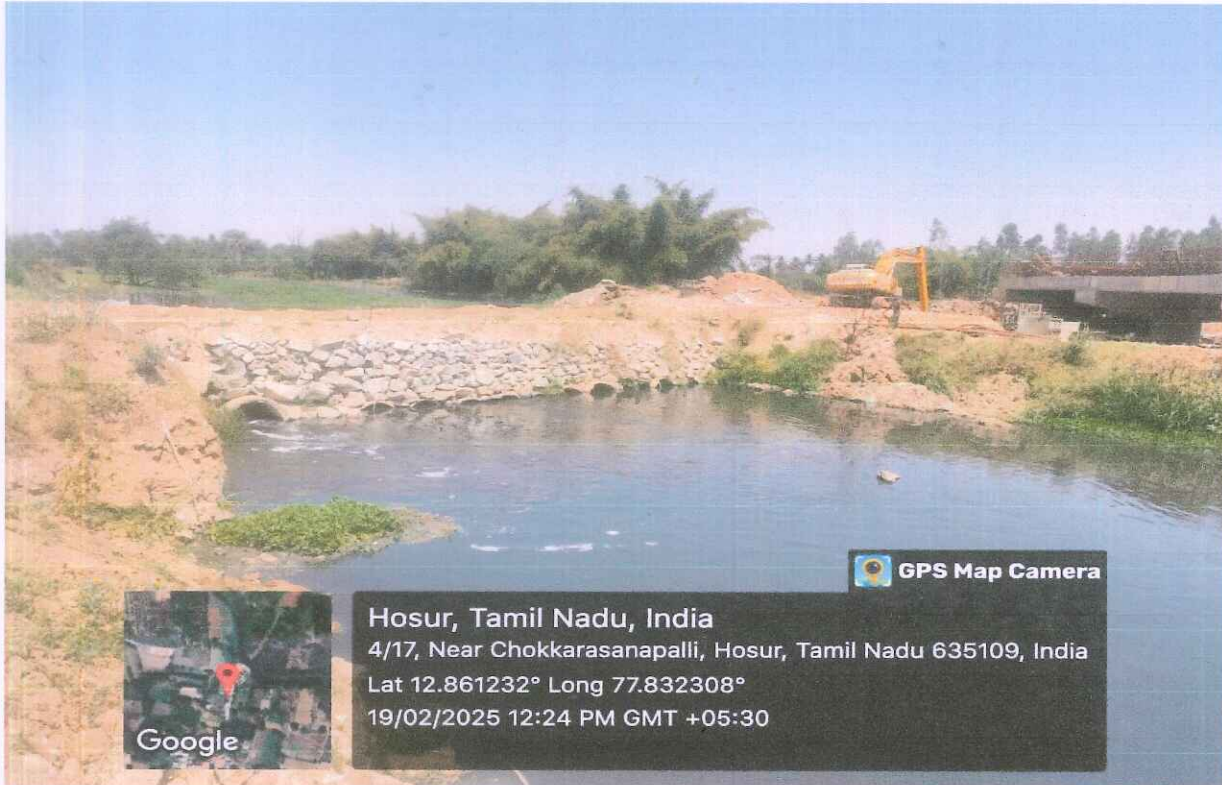 GPS Map Camera
Hosur, Tamil Nadu, India
4/17, Near Chokkarasanapalli, Hosur, Tamil Nadu 635109, India
Lat 12.861232° Long 77.832308°
19/02/2025 12:24 PM GMT +05:30
Google